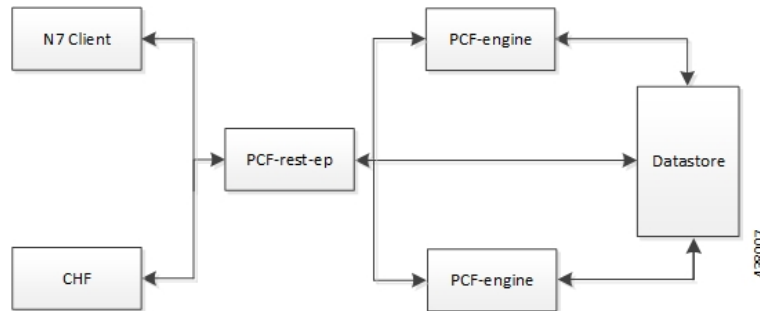 N7 Client
PCF-engine
PCF-rest-ep
Datastore
CHF
PCF-engine